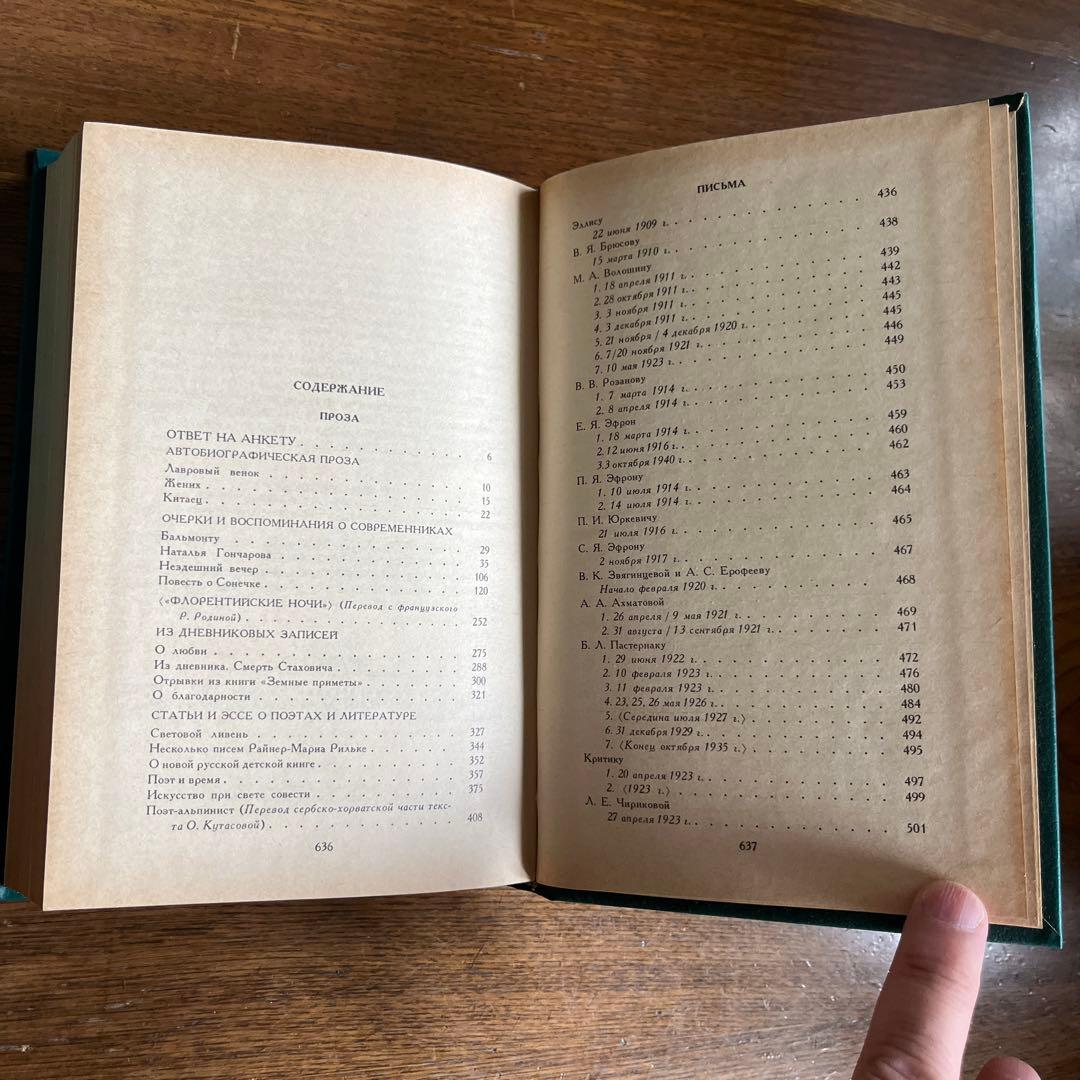 СОДЕРЖАНИЕ
ПРОЗА
ОТВЕТ НА АНКЕТУ . . . . . . . . . . . . 6
АВТОБИОГРАФИЧЕСКАЯ ПРОЗА
Лавровый венок . . . . . . . . . . . . 10
Жених . . . . . . . . . . . . 15
Китаец . . . . . . . . . . . . 22
ОЧЕРКИ И ВОСПОМИНАНИЯ О СОВРЕМЕННИКАХ
Бальмонту . . . . . . . . . . . . 29
Наталья Гончарова . . . . . . . . . . . . 35
Нездешний вечер . . . . . . . . . . . . 106
Повесть о Сонечке . . . . . . . . . . . . 120
〈«ФЛОРЕНТИЙСКИЕ НОЧИ»〉 (Перевод с французского
Р. Родиной) . . . . . . . . . . . . 252
ИЗ ДНЕВНИКОВЫХ ЗАПИСЕЙ
О любви . . . . . . . . . . . . 275
Из дневника. Смерть Стаховича . . . . . . . . 288
Отрывки из книги «Земные приметы» . . . . . . 300
О благодарности . . . . . . . . . . . . 321
СТАТЬИ И ЭССЕ О ПОЭТАХ И ЛИТЕРАТУРЕ
Световой ливень . . . . . . . . . . . . 327
Несколько писем Райнер-Мариа Рильке . . . . . . 344
О новой русской детской книге . . . . . . . . 352
Поэт и время . . . . . . . . . . . . 357
Искусство при свете совести . . . . . . . . 375
Поэт-альпинист (Перевод сербско-хорватской части текс-
та О. Кутасовой) . . . . . . . . . . . . 408
636
ПИСЬМА
Эллису
22 июня 1909 г. . . . . . . . . . . . . 436
В. Я. Брюсову
15 марта 1910 г. . . . . . . . . . . . . 438
М. А. Волошину
1. 18 апреля 1911 г. . . . . . . . . . . . . 439
2. 28 октября 1911 г. . . . . . . . . . . . . 442
3. 3 ноября 1911 г. . . . . . . . . . . . . 443
4. 3 декабря 1911 г. . . . . . . . . . . . . 445
5. 21 ноября / 4 декабря 1920 г. . . . . . . . . 445
6. 7/20 ноября 1921 г. . . . . . . . . . . . . 446
7. 10 мая 1923 г. . . . . . . . . . . . . 449
В. В. Розанову
1. 7 марта 1914 г. . . . . . . . . . . . . 450
2. 8 апреля 1914 г. . . . . . . . . . . . . 453
Е. Я. Эфрон
1. 18 марта 1914 г. . . . . . . . . . . . . 459
2. 12 июня 1916 г. . . . . . . . . . . . . 460
3. 3 октября 1940 г. . . . . . . . . . . . . 462
П. Я. Эфрону
1. 10 июля 1914 г. . . . . . . . . . . . . 463
2. 14 июля 1914 г. . . . . . . . . . . . . 464
П. И. Юркевичу
21 июля 1916 г. . . . . . . . . . . . . 465
С. Я. Эфрону
2 ноября 1917 г. . . . . . . . . . . . . 467
В. К. Звягинцевой и А. С. Ерофееву
Начало февраля 1920 г. . . . . . . . . . . . . 468
А. А. Ахматовой
1. 26 апреля / 9 мая 1921 г. . . . . . . . . . 469
2. 31 августа / 13 сентября 1921 г. . . . . . . . 471
Б. Л. Пастернаку
1. 29 июня 1922 г. . . . . . . . . . . . . 472
2. 10 февраля 1923 г. . . . . . . . . . . . . 476
3. 11 февраля 1923 г. . . . . . . . . . . . . 480
4. 23, 25, 26 мая 1926 г. . . . . . . . . . . . . 484
5. 〈Середина июля 1927 г.〉 . . . . . . . . . . 492
6. 31 декабря 1929 г. . . . . . . . . . . . . 494
7. 〈Конец октября 1935 г.〉 . . . . . . . . . . 495
Критику
1. 20 апреля 1923 г. . . . . . . . . . . . . 497
2. 〈1923 г.〉 . . . . . . . . . . . . 499
Л. Е. Чириковой
27 апреля 1923 г. . . . . . . . . . . . . 501
637